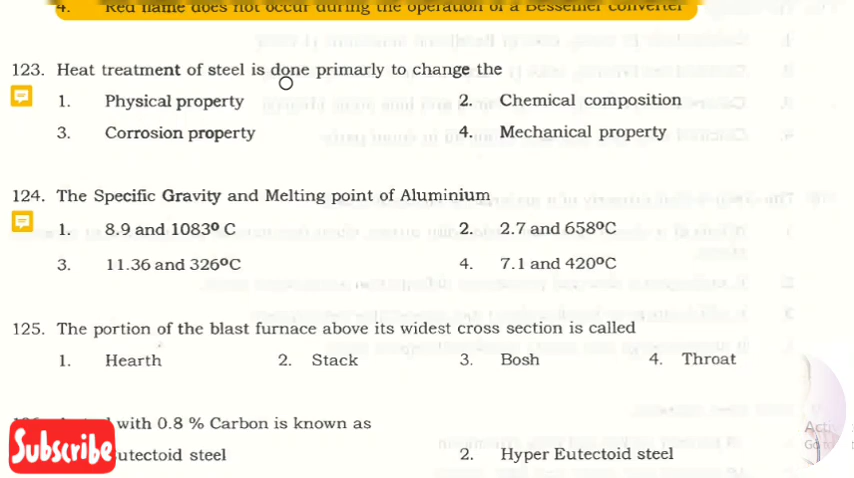 4. Red flame does not occur during the operation of a Bessemer converter
123. Heat treatment of steel is done primarly to change the
1. Physical property 2. Chemical composition
3. Corrosion property 4. Mechanical property
124. The Specific Gravity and Melting point of Aluminium
1. 8.9 and 1083º C 2. 2.7 and 658ºC
3. 11.36 and 326ºC 4. 7.1 and 420ºC
125. The portion of the blast furnace above its widest cross section is called
1. Hearth 2. Stack 3. Bosh 4. Throat
with 0.8 % Carbon is known as
Subscribe
utectoid steel 2. Hyper Eutectoid steel